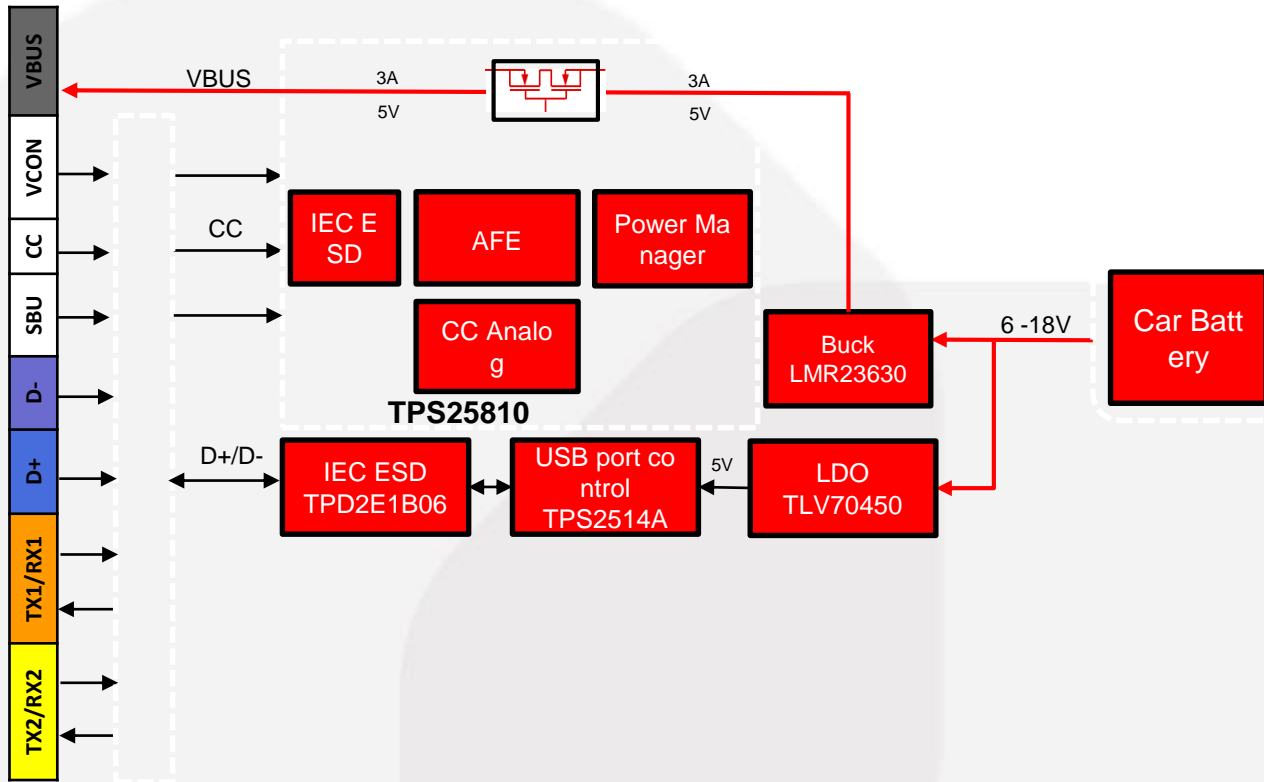 VBUS
VCON
CC
SBU
D-
D+
TX1/RX1
TX2/RX2
VBUS
3A
5V
3A
5V
CC
IEC E
SD
AFE
Power Ma
nager
CC Analo
g
TPS25810
Buck
LMR23630
6 -18V
Car Batt
ery
D+/D-
IEC ESD
TPD2E1B06
USB port co
ntrol
TPS2514A
5V
LDO
TLV70450